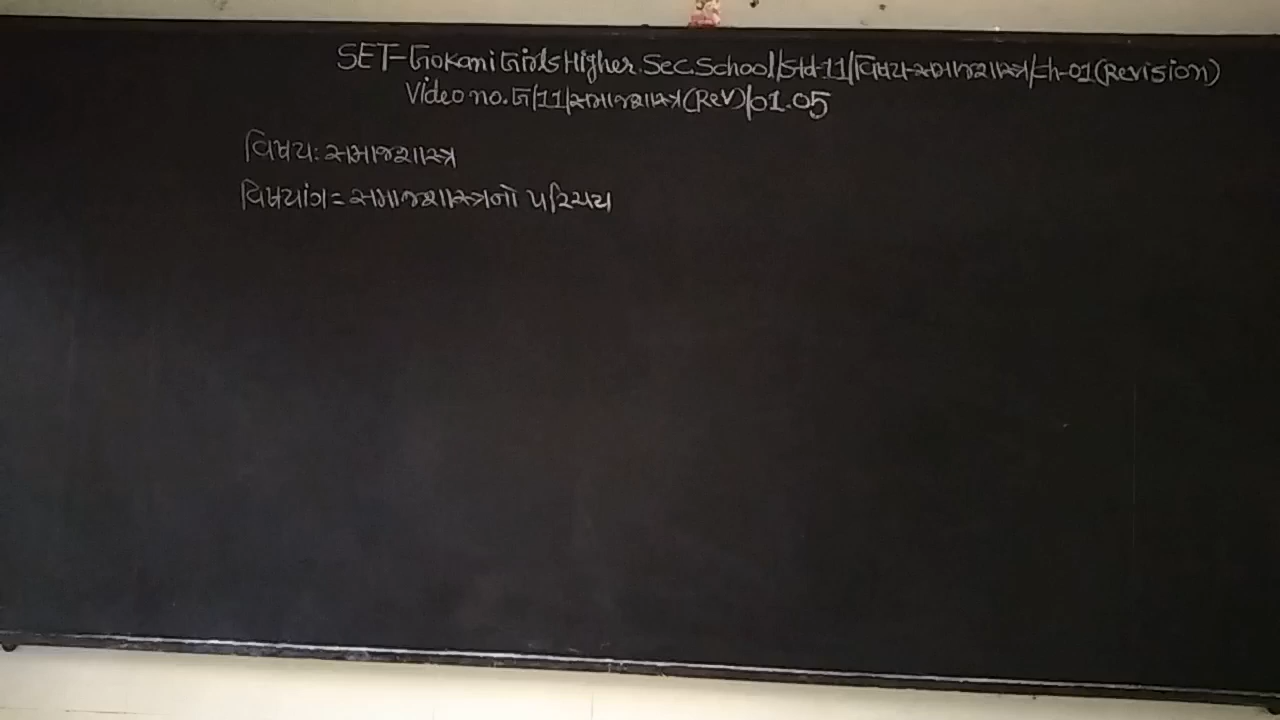 SET-Gokani Girls Higher.Sec.School/Std-11/વિષય-સમાજશાસ્ત્ર/ch-01(Revision)
Video no.G/11/સમાજશાસ્ત્ર(Rev)/01.05
વિષય:સમાજશાસ્ત્ર
વિષયાંગ=સમાજશાસ્ત્રનો પરિચય